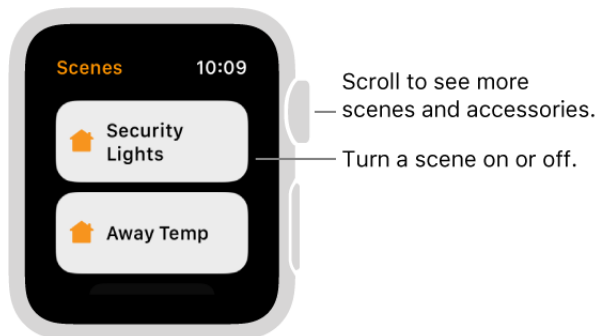 Scenes 10:09
Security
Lights
Away Temp
Scroll to see more
scenes and accessories.
Turn a scene on or off.